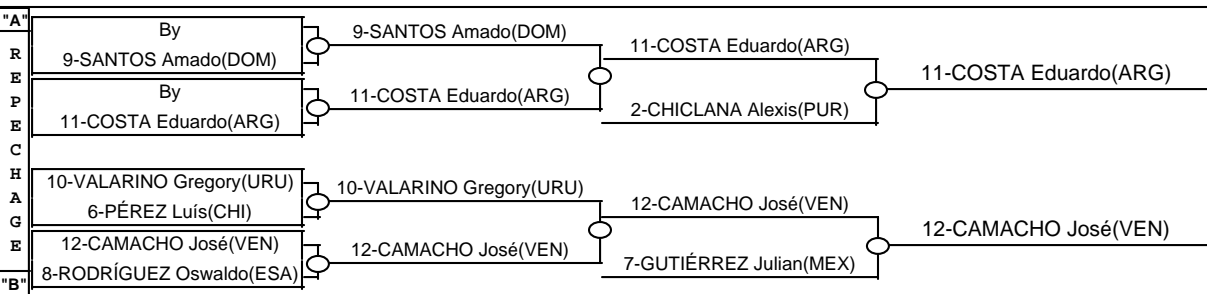 "A"
REPECHAGE
"B"
By
9-SANTOS Amado(DOM)
By
11-COSTA Eduardo(ARG)
10-VALARINO Gregory(URU)
6-PÉREZ Luís(CHI)
12-CAMACHO José(VEN)
8-RODRÍGUEZ Oswaldo(ESA)
9-SANTOS Amado(DOM)
11-COSTA Eduardo(ARG)
10-VALARINO Gregory(URU)
12-CAMACHO José(VEN)
11-COSTA Eduardo(ARG)
2-CHICLANA Alexis(PUR)
12-CAMACHO José(VEN)
7-GUTIÉRREZ Julian(MEX)
11-COSTA Eduardo(ARG)
12-CAMACHO José(VEN)